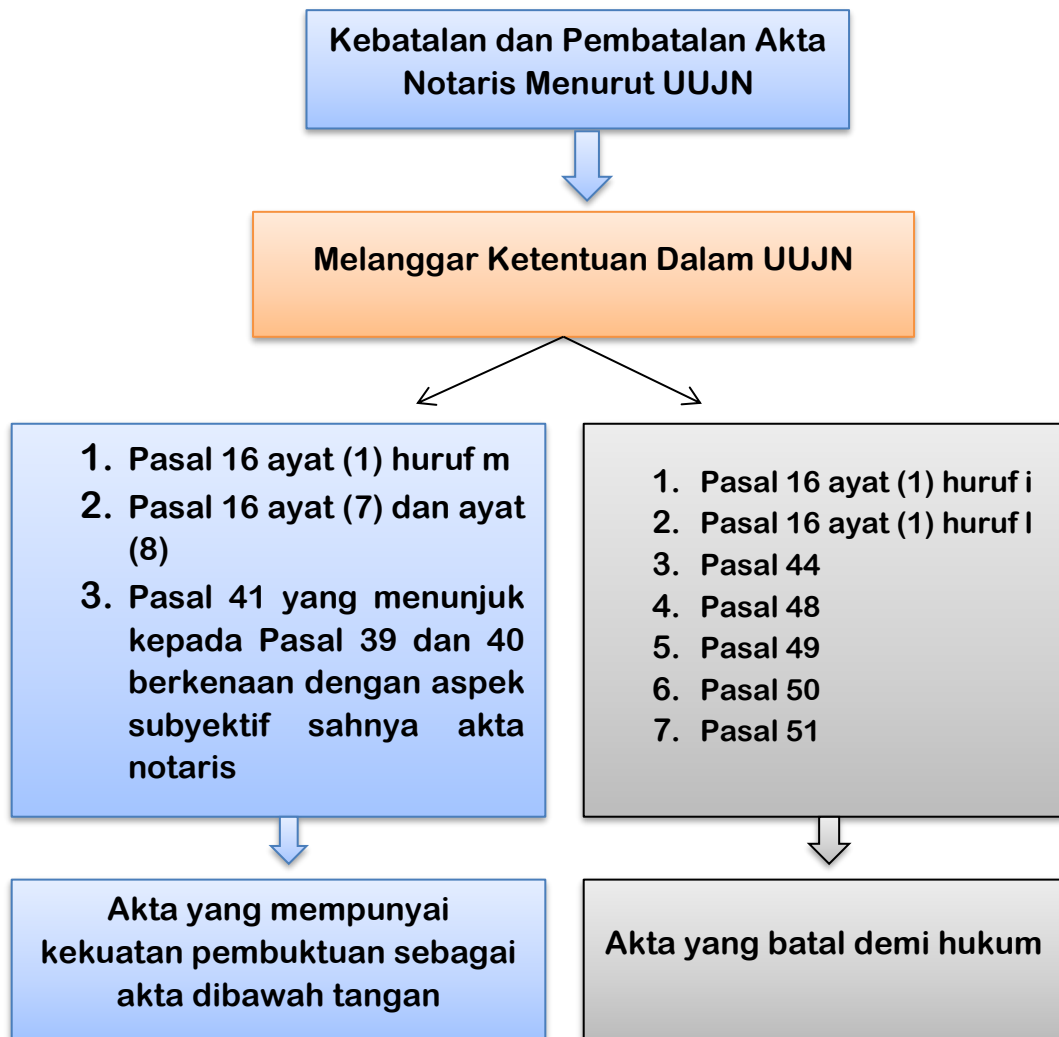 Kebatalan dan Pembatalan Akta
Notaris Menurut UUJN
Melanggar Ketentuan Dalam UUJN
1. Pasal 16 ayat (1) huruf m
2. Pasal 16 ayat (7) dan ayat
(8)
3. Pasal 41 yang menunjuk
kepada Pasal 39 dan 40
berkenaan dengan aspek
subyektif sahnya akta
notaris
1. Pasal 16 ayat (1) huruf i
2. Pasal 16 ayat (1) huruf l
3. Pasal 44
4. Pasal 48
5. Pasal 49
6. Pasal 50
7. Pasal 51
Akta yang mempunyai
kekuatan pembuktuan sebagai
akta dibawah tangan
Akta yang batal demi hukum